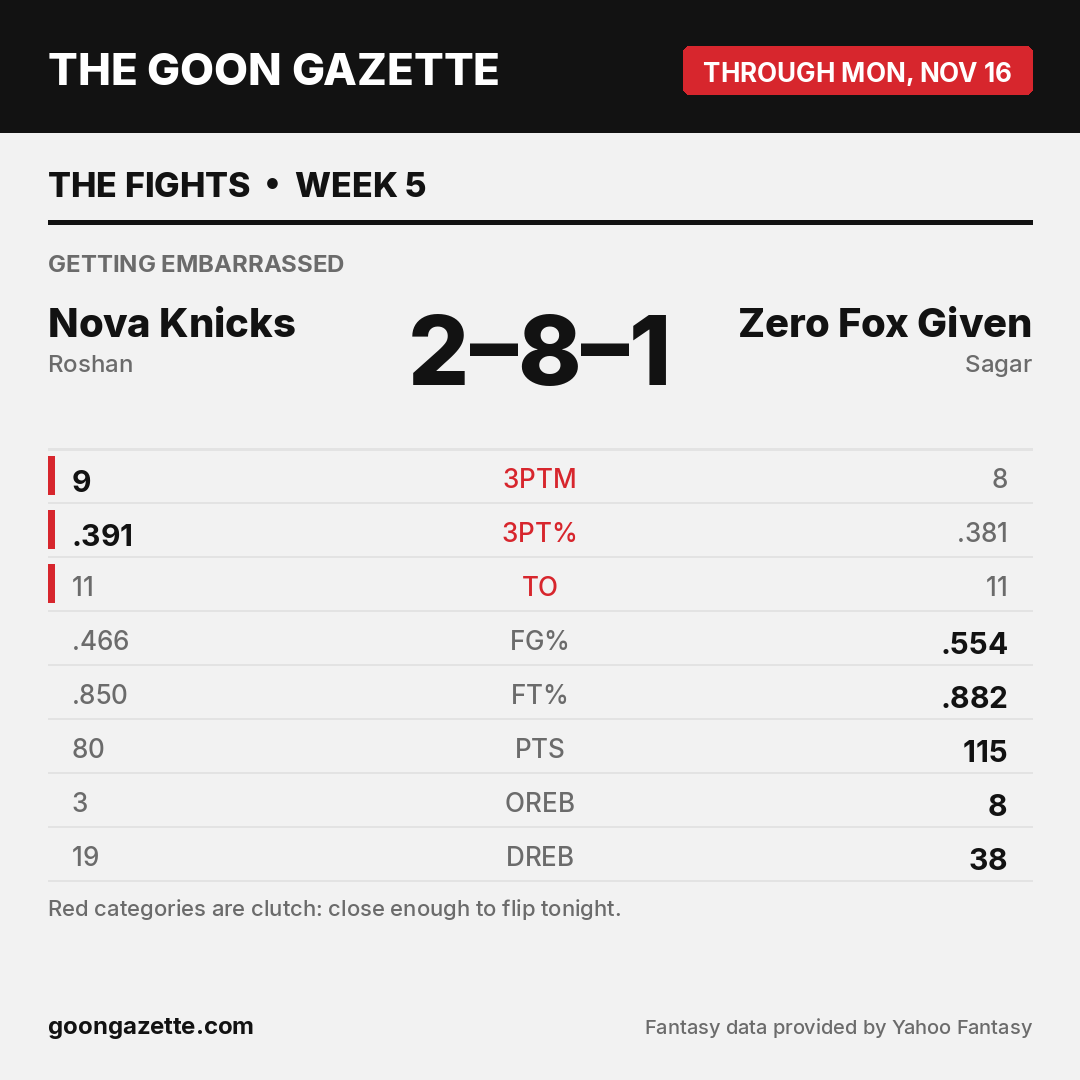 THE GOON GAZETTE THROUGH MON, NOV 16
THE FIGHTS • WEEK 5
GETTING EMBARRASSED
Nova Knicks 2–8–1 Zero Fox Given
Roshan Sagar
9 3PTM 8
.391 3PT% .381
11 TO 11
.466 FG% .554
.850 FT% .882
80 PTS 115
3 OREB 8
19 DREB 38
Red categories are clutch: close enough to flip tonight.
goongazette.com Fantasy data provided by Yahoo Fantasy